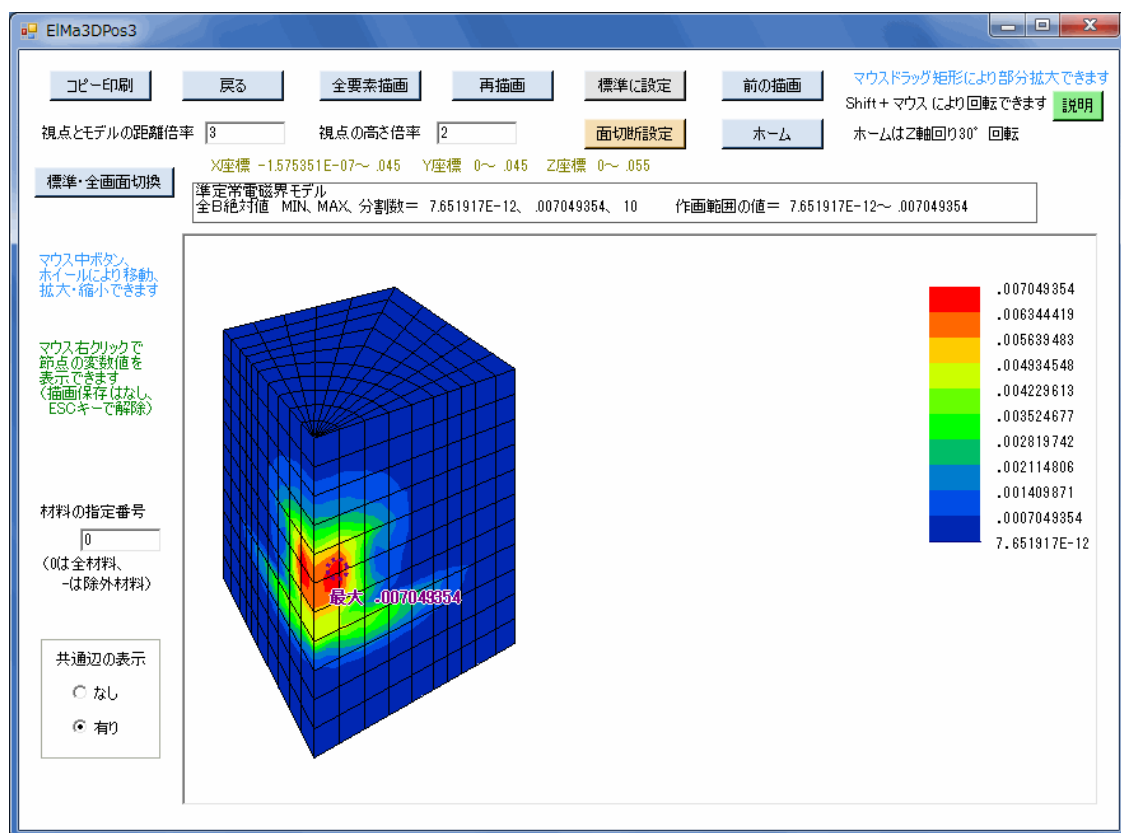 ElMa3DPos3
コピー印刷 戻る 全要素描画 再描画 標準に設定 前の描画 マウスドラッグ矩形により部分拡大できます
Shift+マウス により回転できます 説明
視点とモデルの距離倍率 3 視点の高さ倍率 2 面切断設定 ホーム ホームはZ軸回り30° 回転
標準・全画面切換
X座標 -1.575351E-07～ .045 Y座標 0～ .045 Z座標 0～ .055
準定常電磁界モデル
全B絶対値 MIN、MAX、分割数= 7.651917E-12、 .007049354、 10 作画範囲の値= 7.651917E-12～ .007049354
マウス中ボタン、
ホイールにより移動、
拡大・縮小できます
マウス右クリックで
節点の変数値を
表示できます
(描画保存はなし、
ESCキーで解除)
材料の指定番号
0
(0は全材料、
-は除外材料)
共通辺の表示
なし
有り
最大 .007049354
.007049354
.006344419
.005639483
.004934548
.004229613
.003524677
.002819742
.002114806
.001409871
.0007049354
7.651917E-12